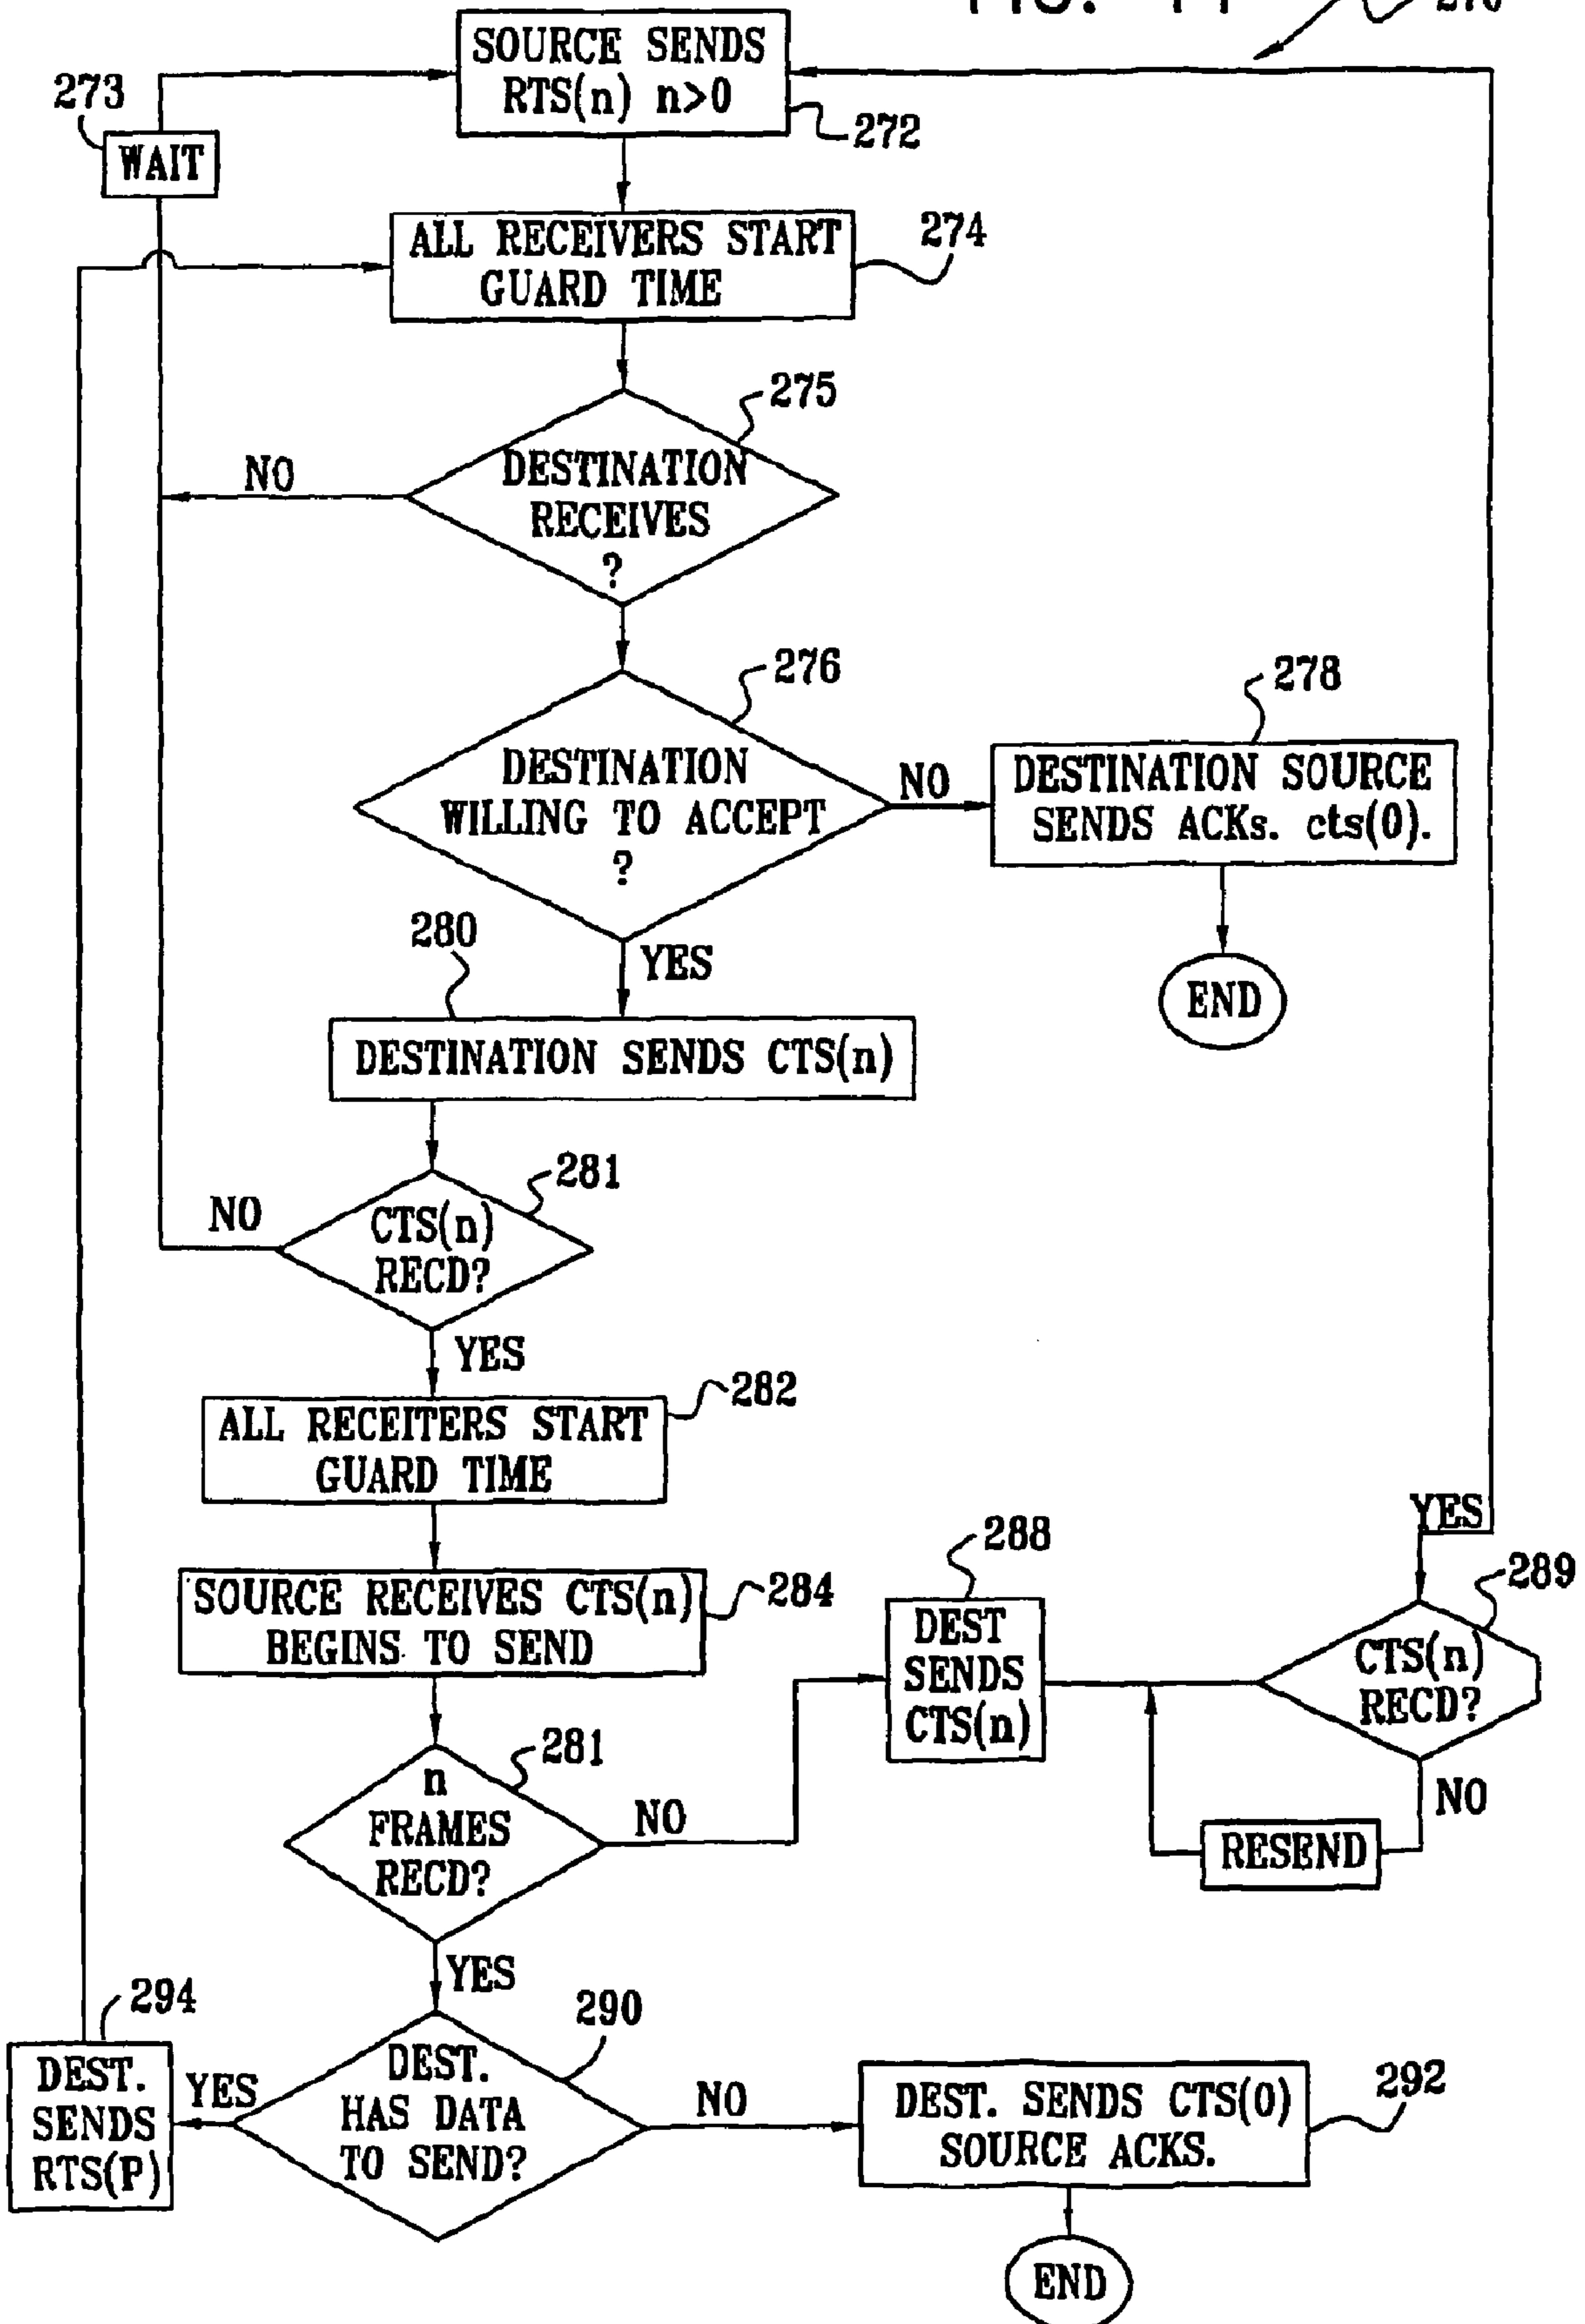 SOURCE SENDS
RTS(n) n>0
272
273
WAIT
ALL RECEIVERS START
GUARD TIME
274
275
DESTINATION
RECEIVES
?
NO
276
DESTINATION
WILLING TO ACCEPT
?
NO
278
DESTINATION SOURCE
SENDS ACKs. cts(0).
END
YES
280
DESTINATION SENDS CTS(n)
281
CTS(n)
RECD?
NO
YES
282
ALL RECEITERS START
GUARD TIME
SOURCE RECEIVES CTS(n)
BEGINS TO SEND
284
281
n
FRAMES
RECD?
NO
288
DEST
SENDS
CTS(n)
YES
289
CTS(n)
RECD?
NO
RESEND
YES
290
DEST.
HAS DATA
TO SEND?
YES
294
DEST.
SENDS
RTS(P)
NO
DEST. SENDS CTS(0)
SOURCE ACKS.
292
END